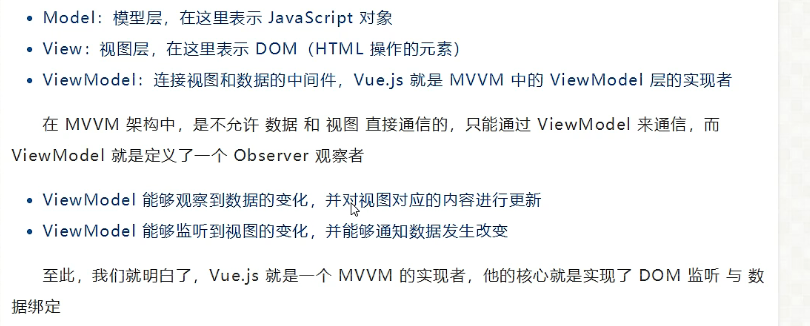 Model：模型层，在这里表示 JavaScript 对象
View：视图层，在这里表示 DOM（HTML 操作的元素）
ViewModel：连接视图和数据的中间件，Vue.js 就是 MVVM 中的 ViewModel 层的实现者
在 MVVM 架构中，是不允许 数据 和 视图 直接通信的，只能通过 ViewModel 来通信，而
ViewModel 就是定义了一个 Observer 观察者
ViewModel 能够观察到数据的变化，并对视图对应的内容进行更新
ViewModel 能够监听到视图的变化，并能够通知数据发生改变
至此，我们就明白了，Vue.js 就是一个 MVVM 的实现者，他的核心就是实现了 DOM 监听 与 数
据绑定